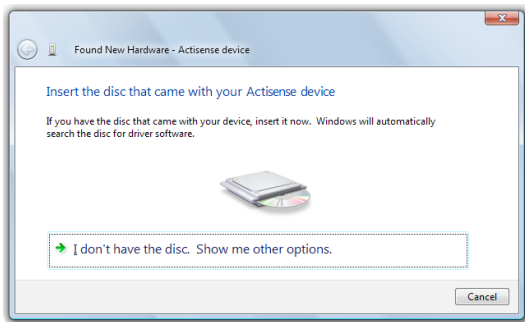 Found New Hardware - Actisense device
Insert the disc that came with your Actisense device
If you have the disc that came with your device, insert it now.  Windows will automatically
search the disc for driver software.
I don't have the disc.  Show me other options.
Cancel